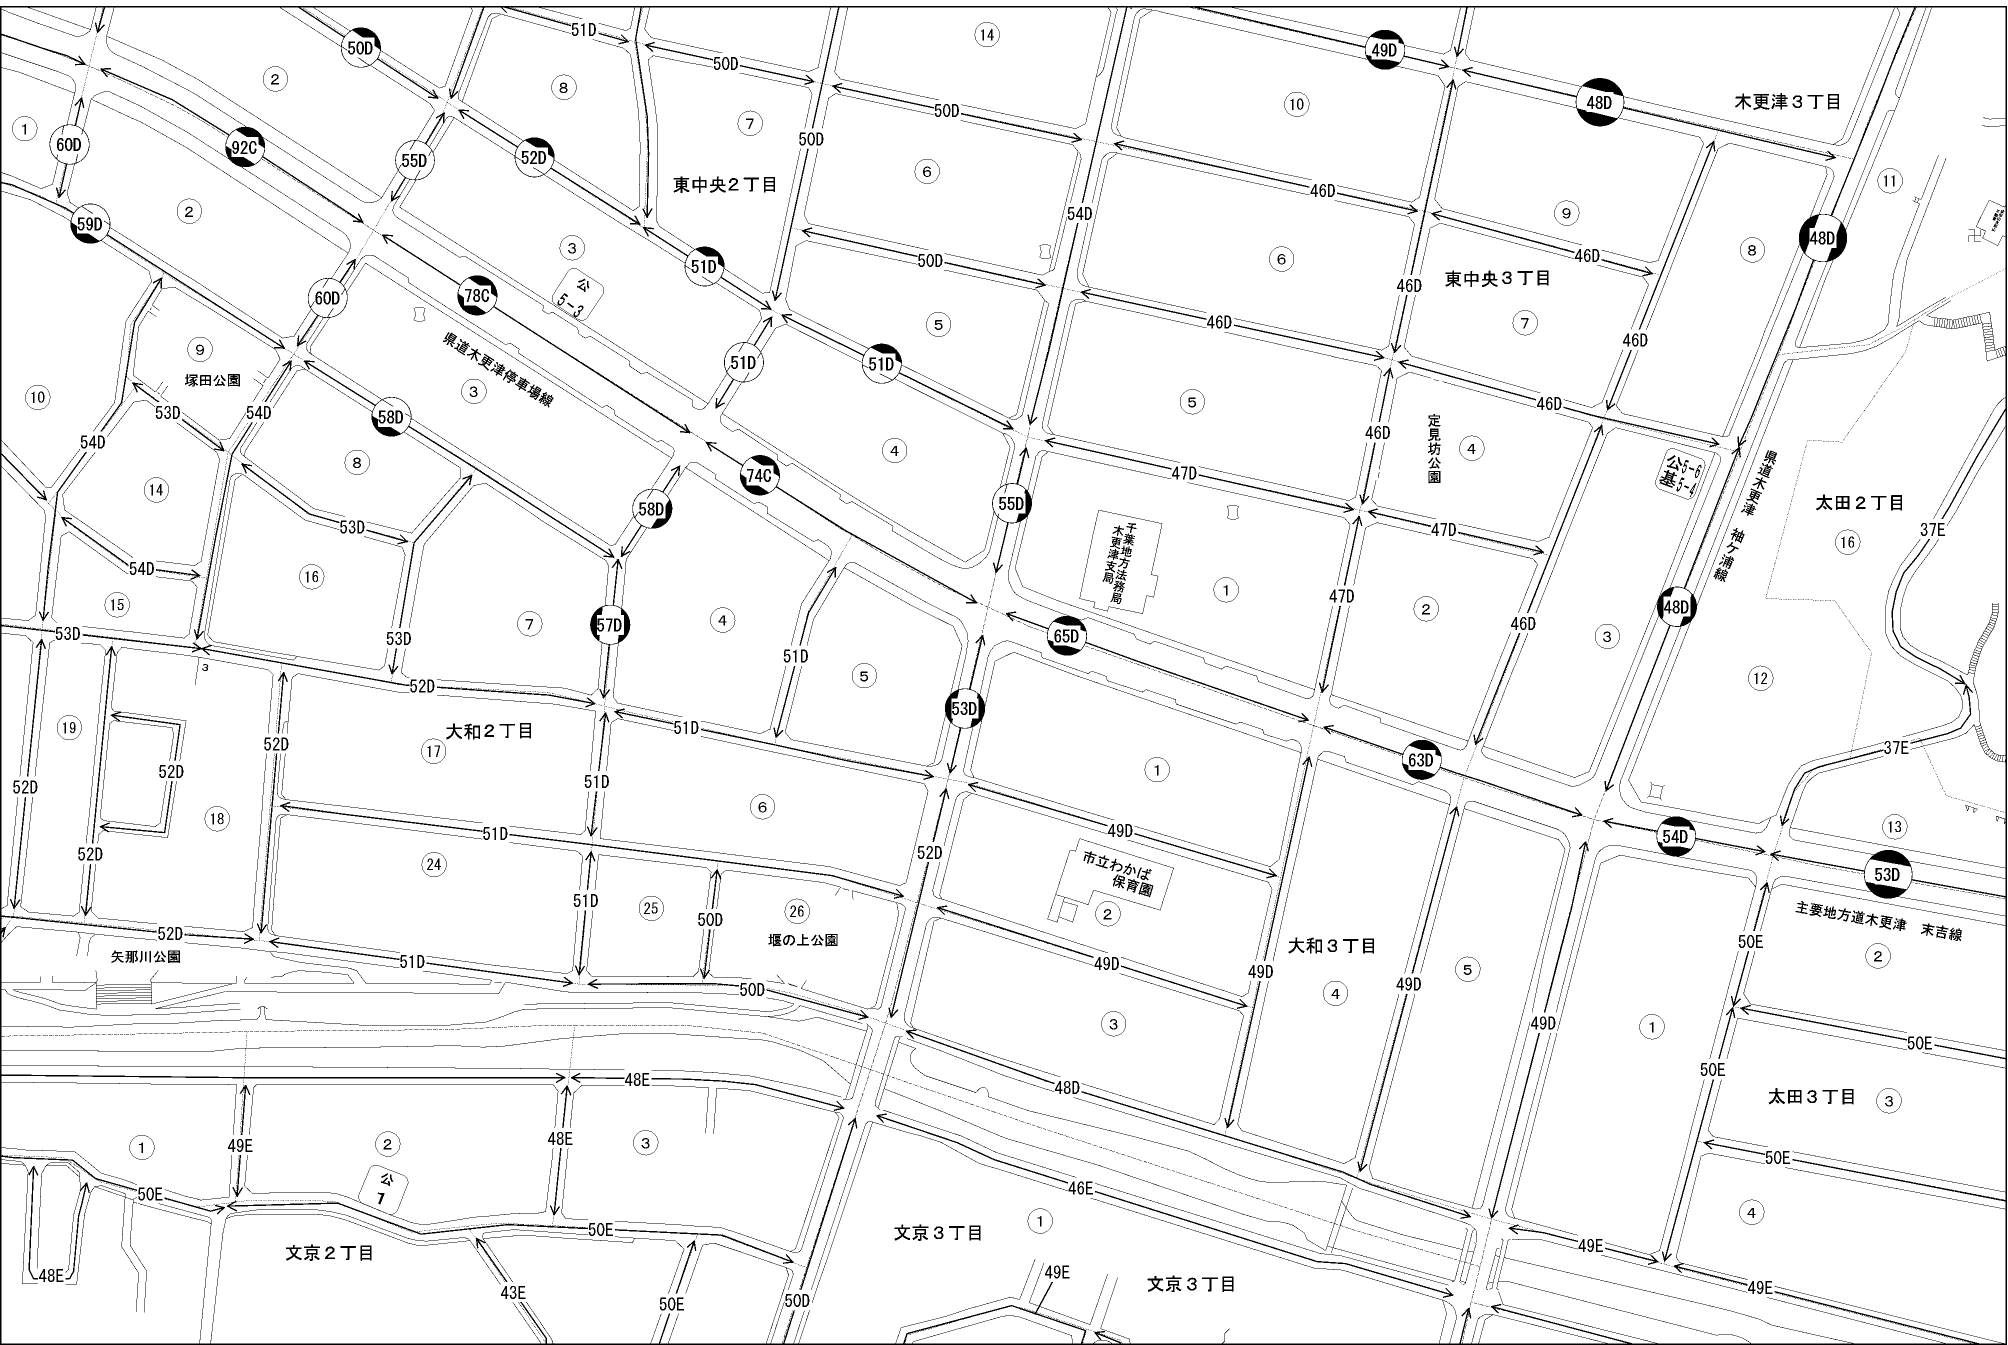 51D
14
49D
50D
2
50D
8
50D
48D
木更津３丁目
10
1
60D
92C
55D
52D
7
50D
50D
6
46D
11
東中央２丁目
54D
9
2
59D
3
51D
50D
6
46D
8
48D
公
5-3
78C
60D
5
46D
46D
東中央３丁目
7
46D
9
塚田公園
県道木更津停車場線
3
51D
51D
10
53D
54D
54D
58D
5
46D
46D
定見坊公園
4
8
4
46D
公5-6
基5-4
県道木更津　袖ケ浦線
太田２丁目
14
74C
47D
58D
55D
53D
47D
37E
16
54D
16
千葉地方法務局
木更津支局
1
47D
2
48D
15
53D
53D
7
57D
4
65D
46D
3
3
52D
51D
5
53D
12
19
52D
大和２丁目
17
51D
63D
37E
52D
52D
51D
1
52D
18
6
51D
49D
54D
13
52D
24
52D
市立わかば
保育園
53D
51D
25
50D
26
堰の上公園
2
主要地方道木更津　末吉線
52D
矢那川公園
51D
49D
49D
大和３丁目
5
50E
2
50D
4
49D
3
49D
1
50E
48E
48D
50E
太田３丁目
3
1
49E
2
48E
3
50E
公
7
50E
46E
4
文京２丁目
50E
文京３丁目
1
49E
48E
43E
50E
50D
49E
文京３丁目
49E